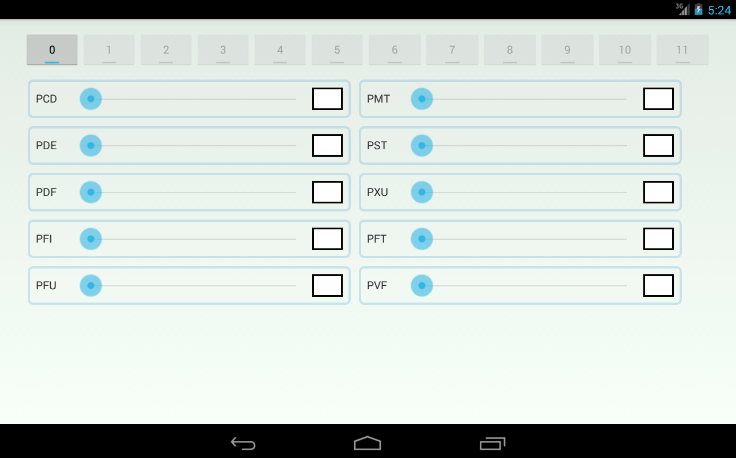 3G 5:24
0 1 2 3 4 5 6 7 8 9 10 11
PCD PMT
PDE PST
PDF PXU
PFI PFT
PFU PVF